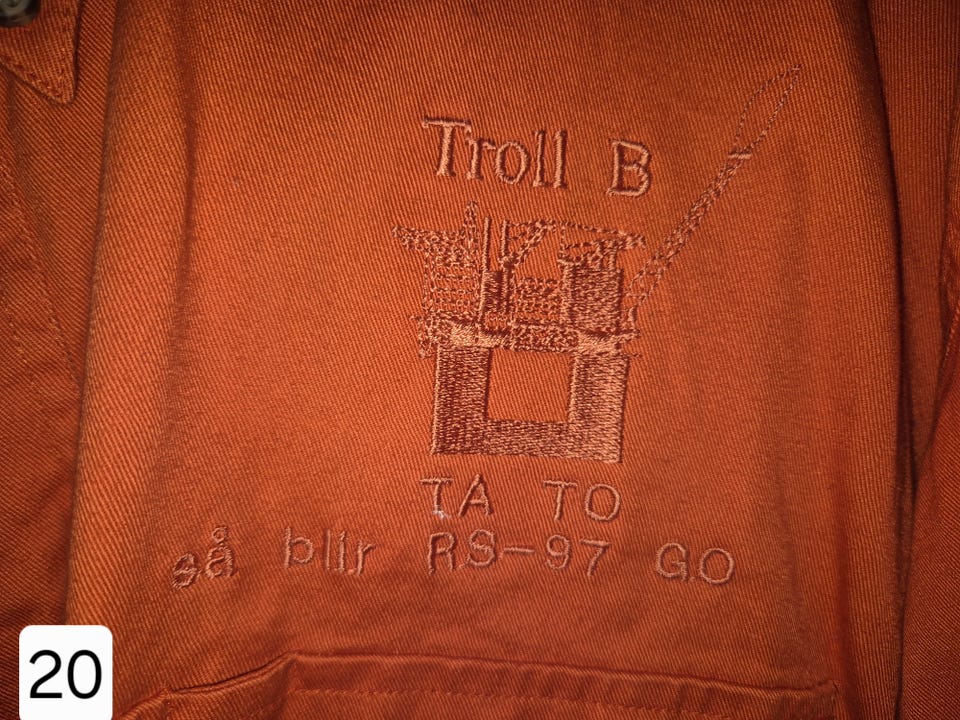 Troll B
TA TO
så blir RS-97 GO
20